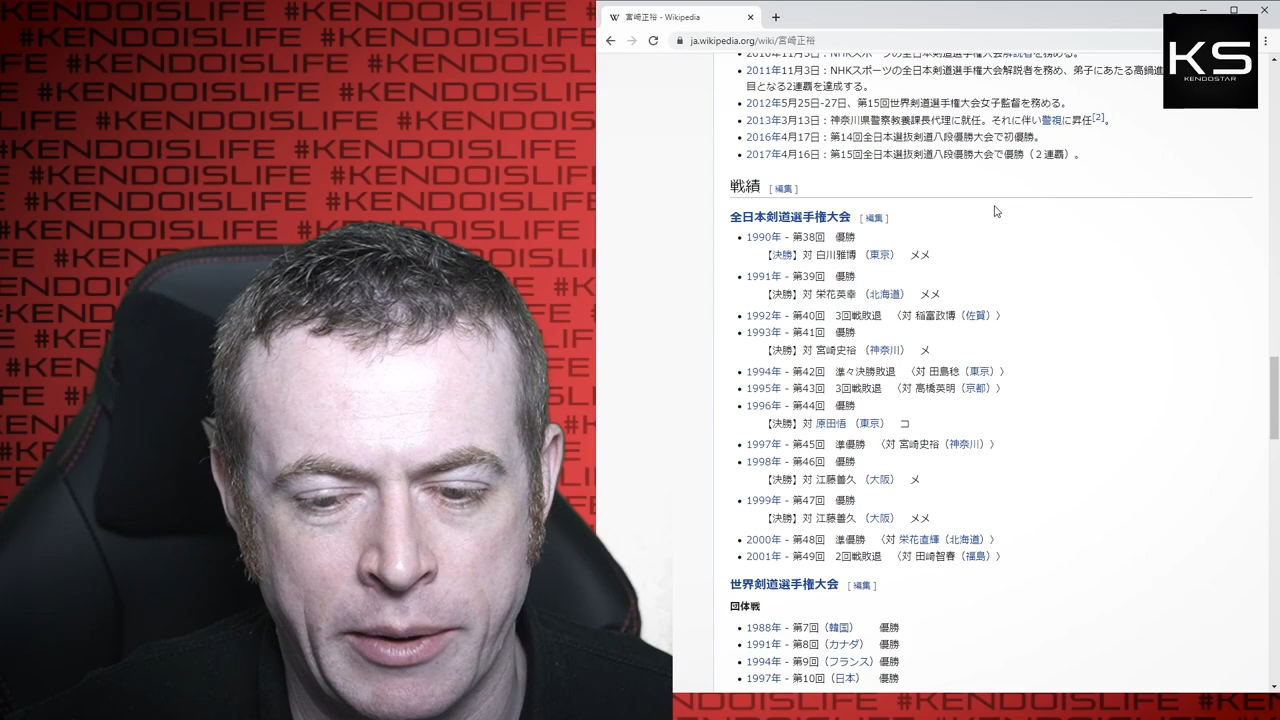 #KENDOISLIFE #KENDOISLIFE #KENDOISLIFE
宮崎正裕 - Wikipedia
ja.wikipedia.org/wiki/宮崎正裕
KS
KENDOSTAR
2011年11月3日:NHKスポーツの全日本剣道選手権大会解説者を務め、弟子にあたる高鍋進
目となる2連覇を達成する。
2012年5月25日-27日、第15回世界剣道選手権大会女子監督を務める。
2013年3月13日:神奈川県警察教養課長代理に就任。それに伴い警視に昇任[2]。
2016年4月17日:第14回全日本選抜剣道八段優勝大会で初優勝。
2017年4月16日:第15回全日本選抜剣道八段優勝大会で優勝(2連覇)。
戦績 [編集]
全日本剣道選手権大会 [編集]
1990年 - 第38回 優勝
【決勝】対 白川雅博(東京) メメ
1991年 - 第39回 優勝
【決勝】対 栄花英幸(北海道) メメ
1992年 - 第40回 3回戦敗退 〈対 稲富政博(佐賀)〉
1993年 - 第41回 優勝
【決勝】対 宮崎史裕(神奈川) メ
1994年 - 第42回 準々決勝敗退 〈対 田島稔(東京)〉
1995年 - 第43回 3回戦敗退 〈対 高橋英明(京都)〉
1996年 - 第44回 優勝
【決勝】対 原田悟(東京) コ
1997年 - 第45回 準優勝 〈対 宮崎史裕(神奈川)〉
1998年 - 第46回 優勝
【決勝】対 江藤善久(大阪) メ
1999年 - 第47回 優勝
【決勝】対 江藤善久(大阪) メメ
2000年 - 第48回 準優勝 〈対 栄花直輝(北海道)〉
2001年 - 第49回 2回戦敗退 〈対 田崎智春(福島)〉
世界剣道選手権大会 [編集]
団体戦
1988年 - 第7回(韓国) 優勝
1991年 - 第8回(カナダ) 優勝
1994年 - 第9回(フランス) 優勝
1997年 - 第10回(日本) 優勝
#KENDOISLIFE #KENDOISLIFE